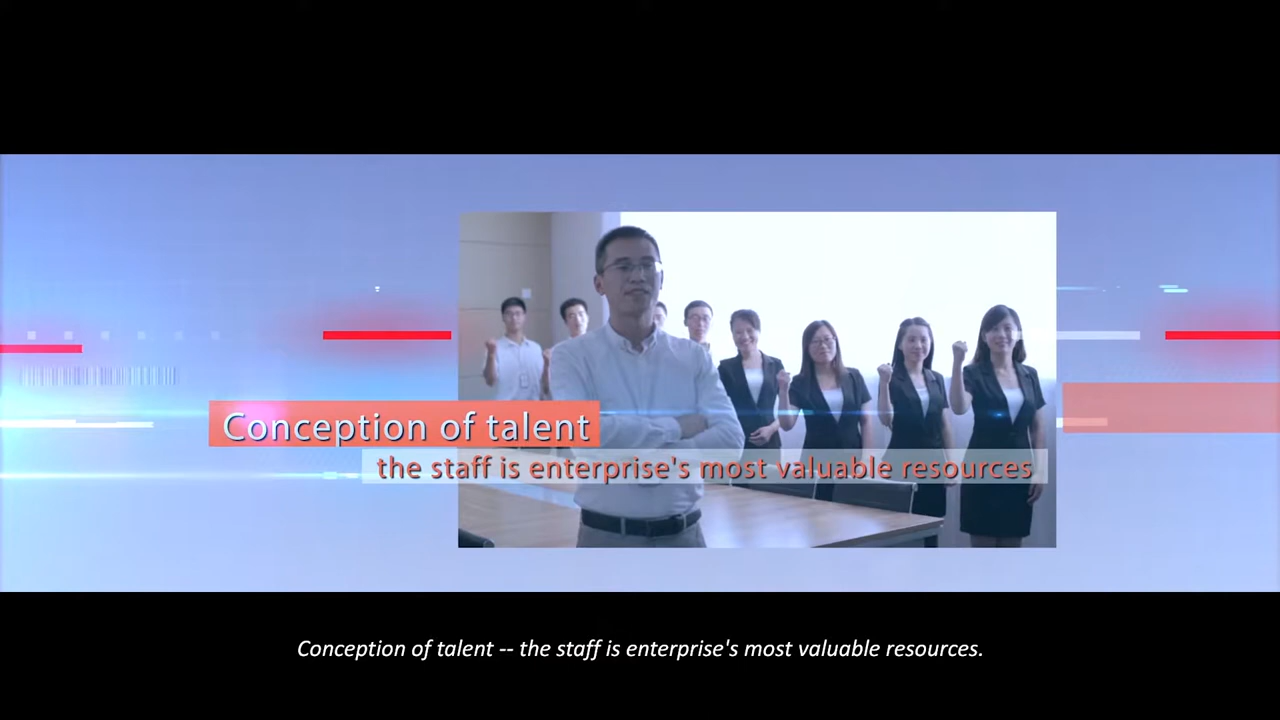 Conception of talent
the staff is enterprise's most valuable resources
Conception of talent -- the staff is enterprise's most valuable resources.